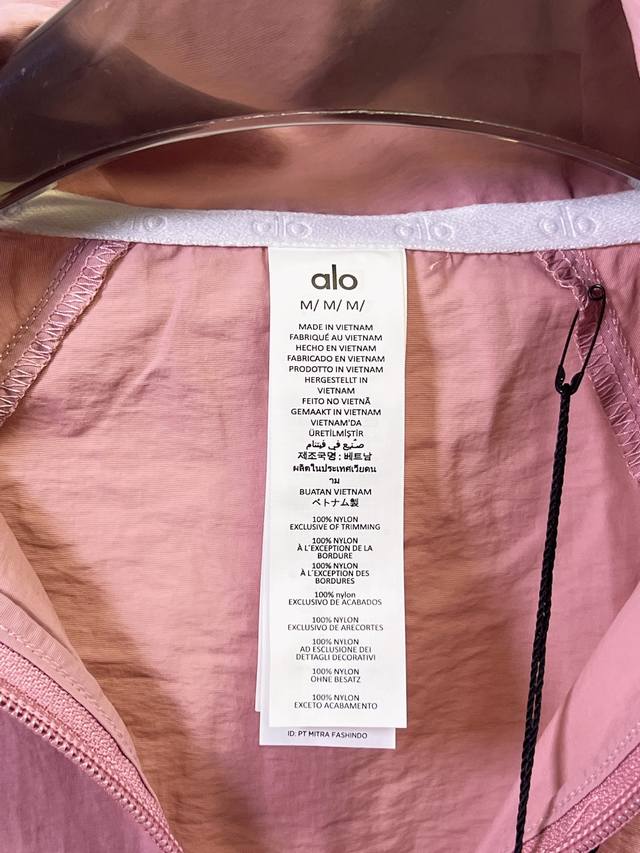 alo alo alo alo
alo
M/ M/ M/
MADE IN VIETNAM
FABRIQUÉ AU VIETNAM
HECHO EN VIETNAM
FABRICADO EN VIETNAM
PRODOTTO IN VIETNAM
HERGESTELLT IN
VIETNAM
FEITO NO VIETNÃ
GEMAAKT IN VIETNAM
VIETNAM'DA
ÜRETİLMİŞTİR
صنيع في فيتنام
제조국명 : 베트남
ผลิตในประเทศเวียดน
าม
BUATAN VIETNAM
ベトナム製
100% NYLON
EXCLUSIVE OF TRIMMING
100% NYLON
À L'EXCEPTION DE LA
BORDURE
100% NYLON
À L'EXCEPTION DES
BORDURES
100% nylon
EXCLUSIVO DE ACABADOS
100% NYLON
EXCLUSIVO DE ARECORTES
100% NYLON
AD ESCLUSIONE DEI
DETTAGLI DECORATIVI
100% NYLON
OHNE BESATZ
100% NYLON
EXCETO ACABAMENTO
ID: PT MITRA FASHINDO